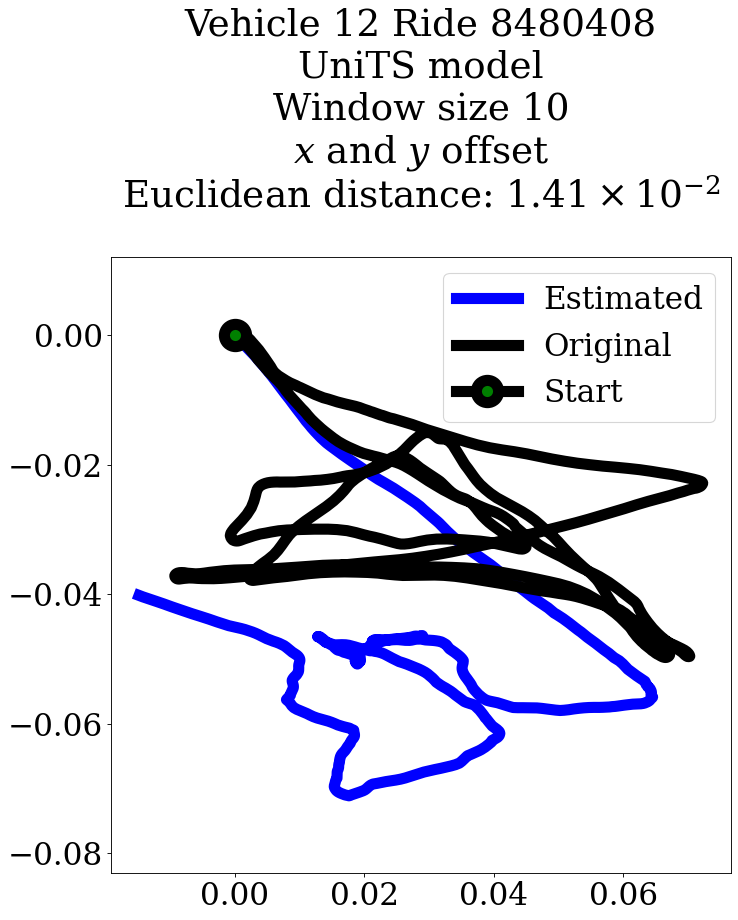 Vehicle 12 Ride 8480408
UniTS model
Window size 10
x and y offset
Euclidean distance: 1.41 × 10⁻²
Estimated
Original
Start
0.00
−0.02
−0.04
−0.06
−0.08
0.00 0.02 0.04 0.06